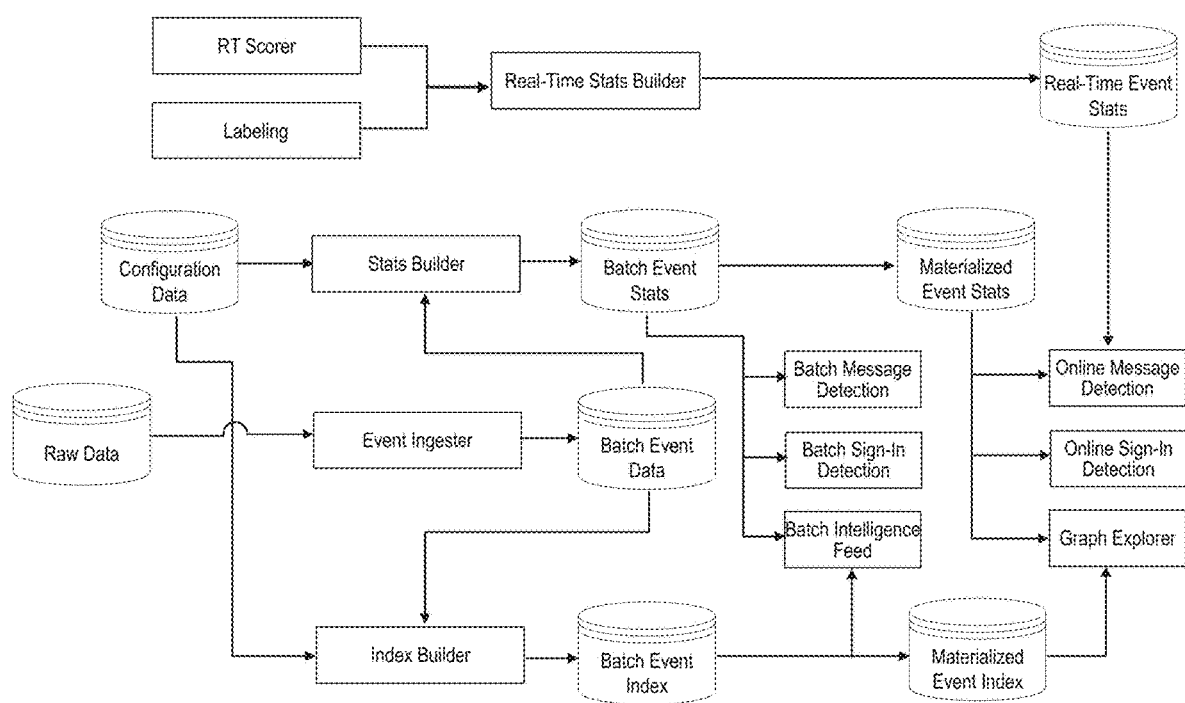 RT Scorer
Labeling
Real-Time Stats Builder
Real-Time Event
Stats
Configuration
Data
Stats Builder
Batch Event
Stats
Materialized
Event Stats
Batch Message
Detection
Online Message
Detection
Raw Data
Event Ingester
Batch Event
Data
Batch Sign-In
Detection
Online Sign-In
Detection
Batch Intelligence
Feed
Graph Explorer
Index Builder
Batch Event
Index
Materialized
Event Index